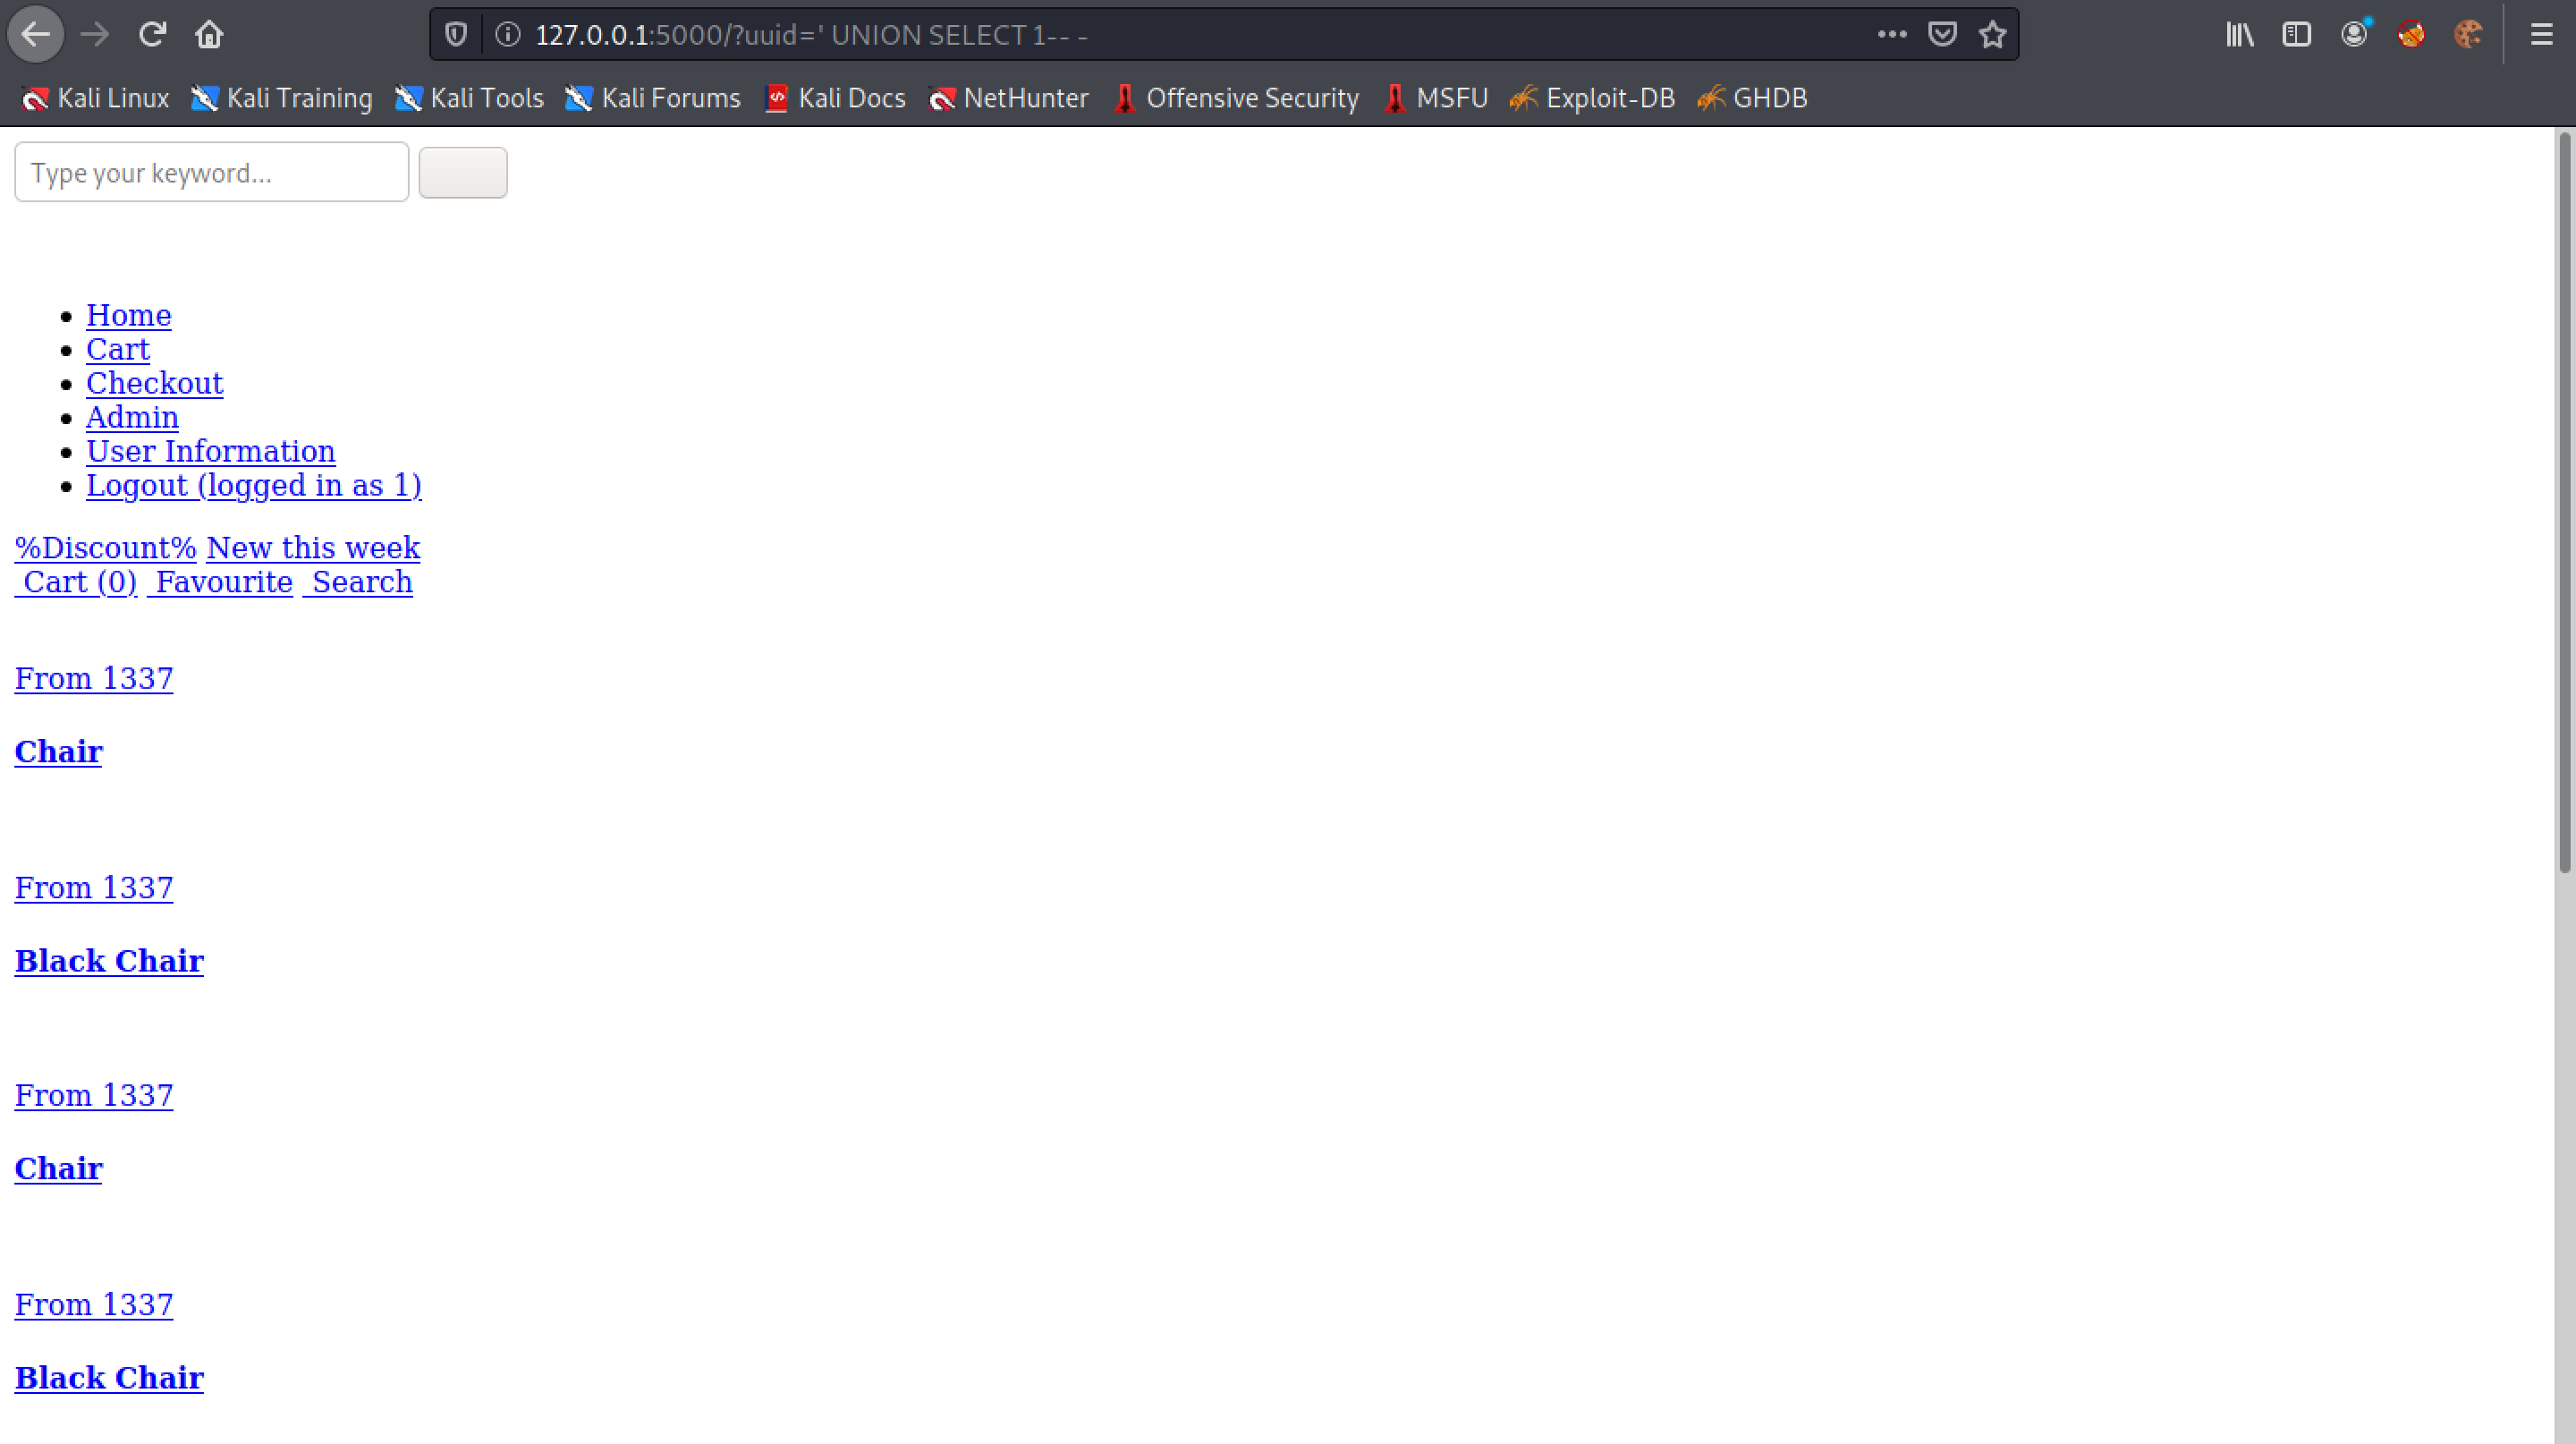 127.0.0.1:5000/?uuid=' UNION SELECT 1-- -
Kali Linux Kali Training Kali Tools Kali Forums Kali Docs NetHunter Offensive Security MSFU Exploit-DB GHDB
Type your keyword...
Home
Cart
Checkout
Admin
User Information
Logout (logged in as 1)
%Discount% New this week
Cart (0) Favourite Search
From 1337
Chair
From 1337
Black Chair
From 1337
Chair
From 1337
Black Chair